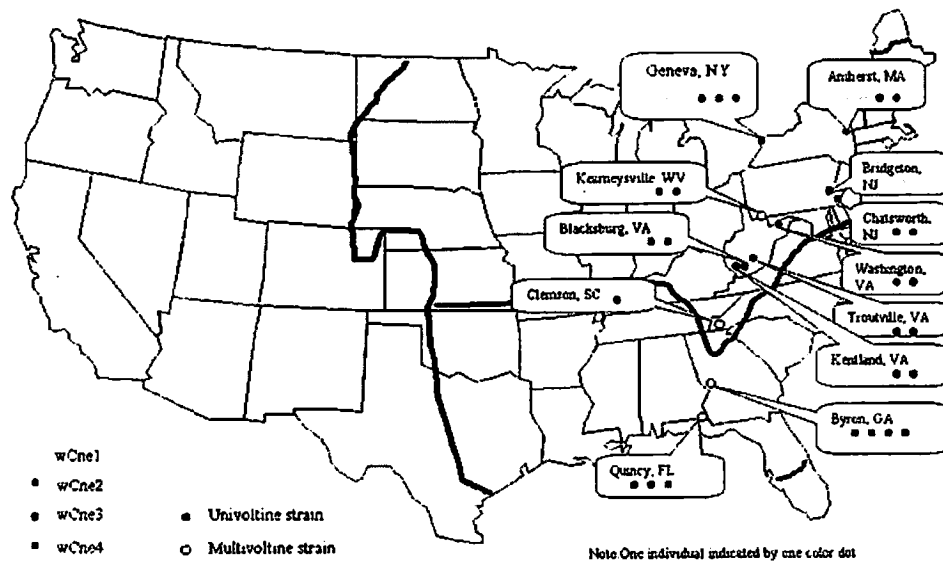 Geneva, NY
Amherst, MA
Kearneysville WV
Bridgeton,
NJ
Blacksburg, VA
Chatsworth,
NJ
Washington,
VA
Clemson, SC
Troutville, VA
Kentland, VA
Byron, GA
Quincy, FL
wCne1
wCne2
wCne3
wCne4
Univoltine strain
Multivoltine strain
Note:One individual indicated by one color dot